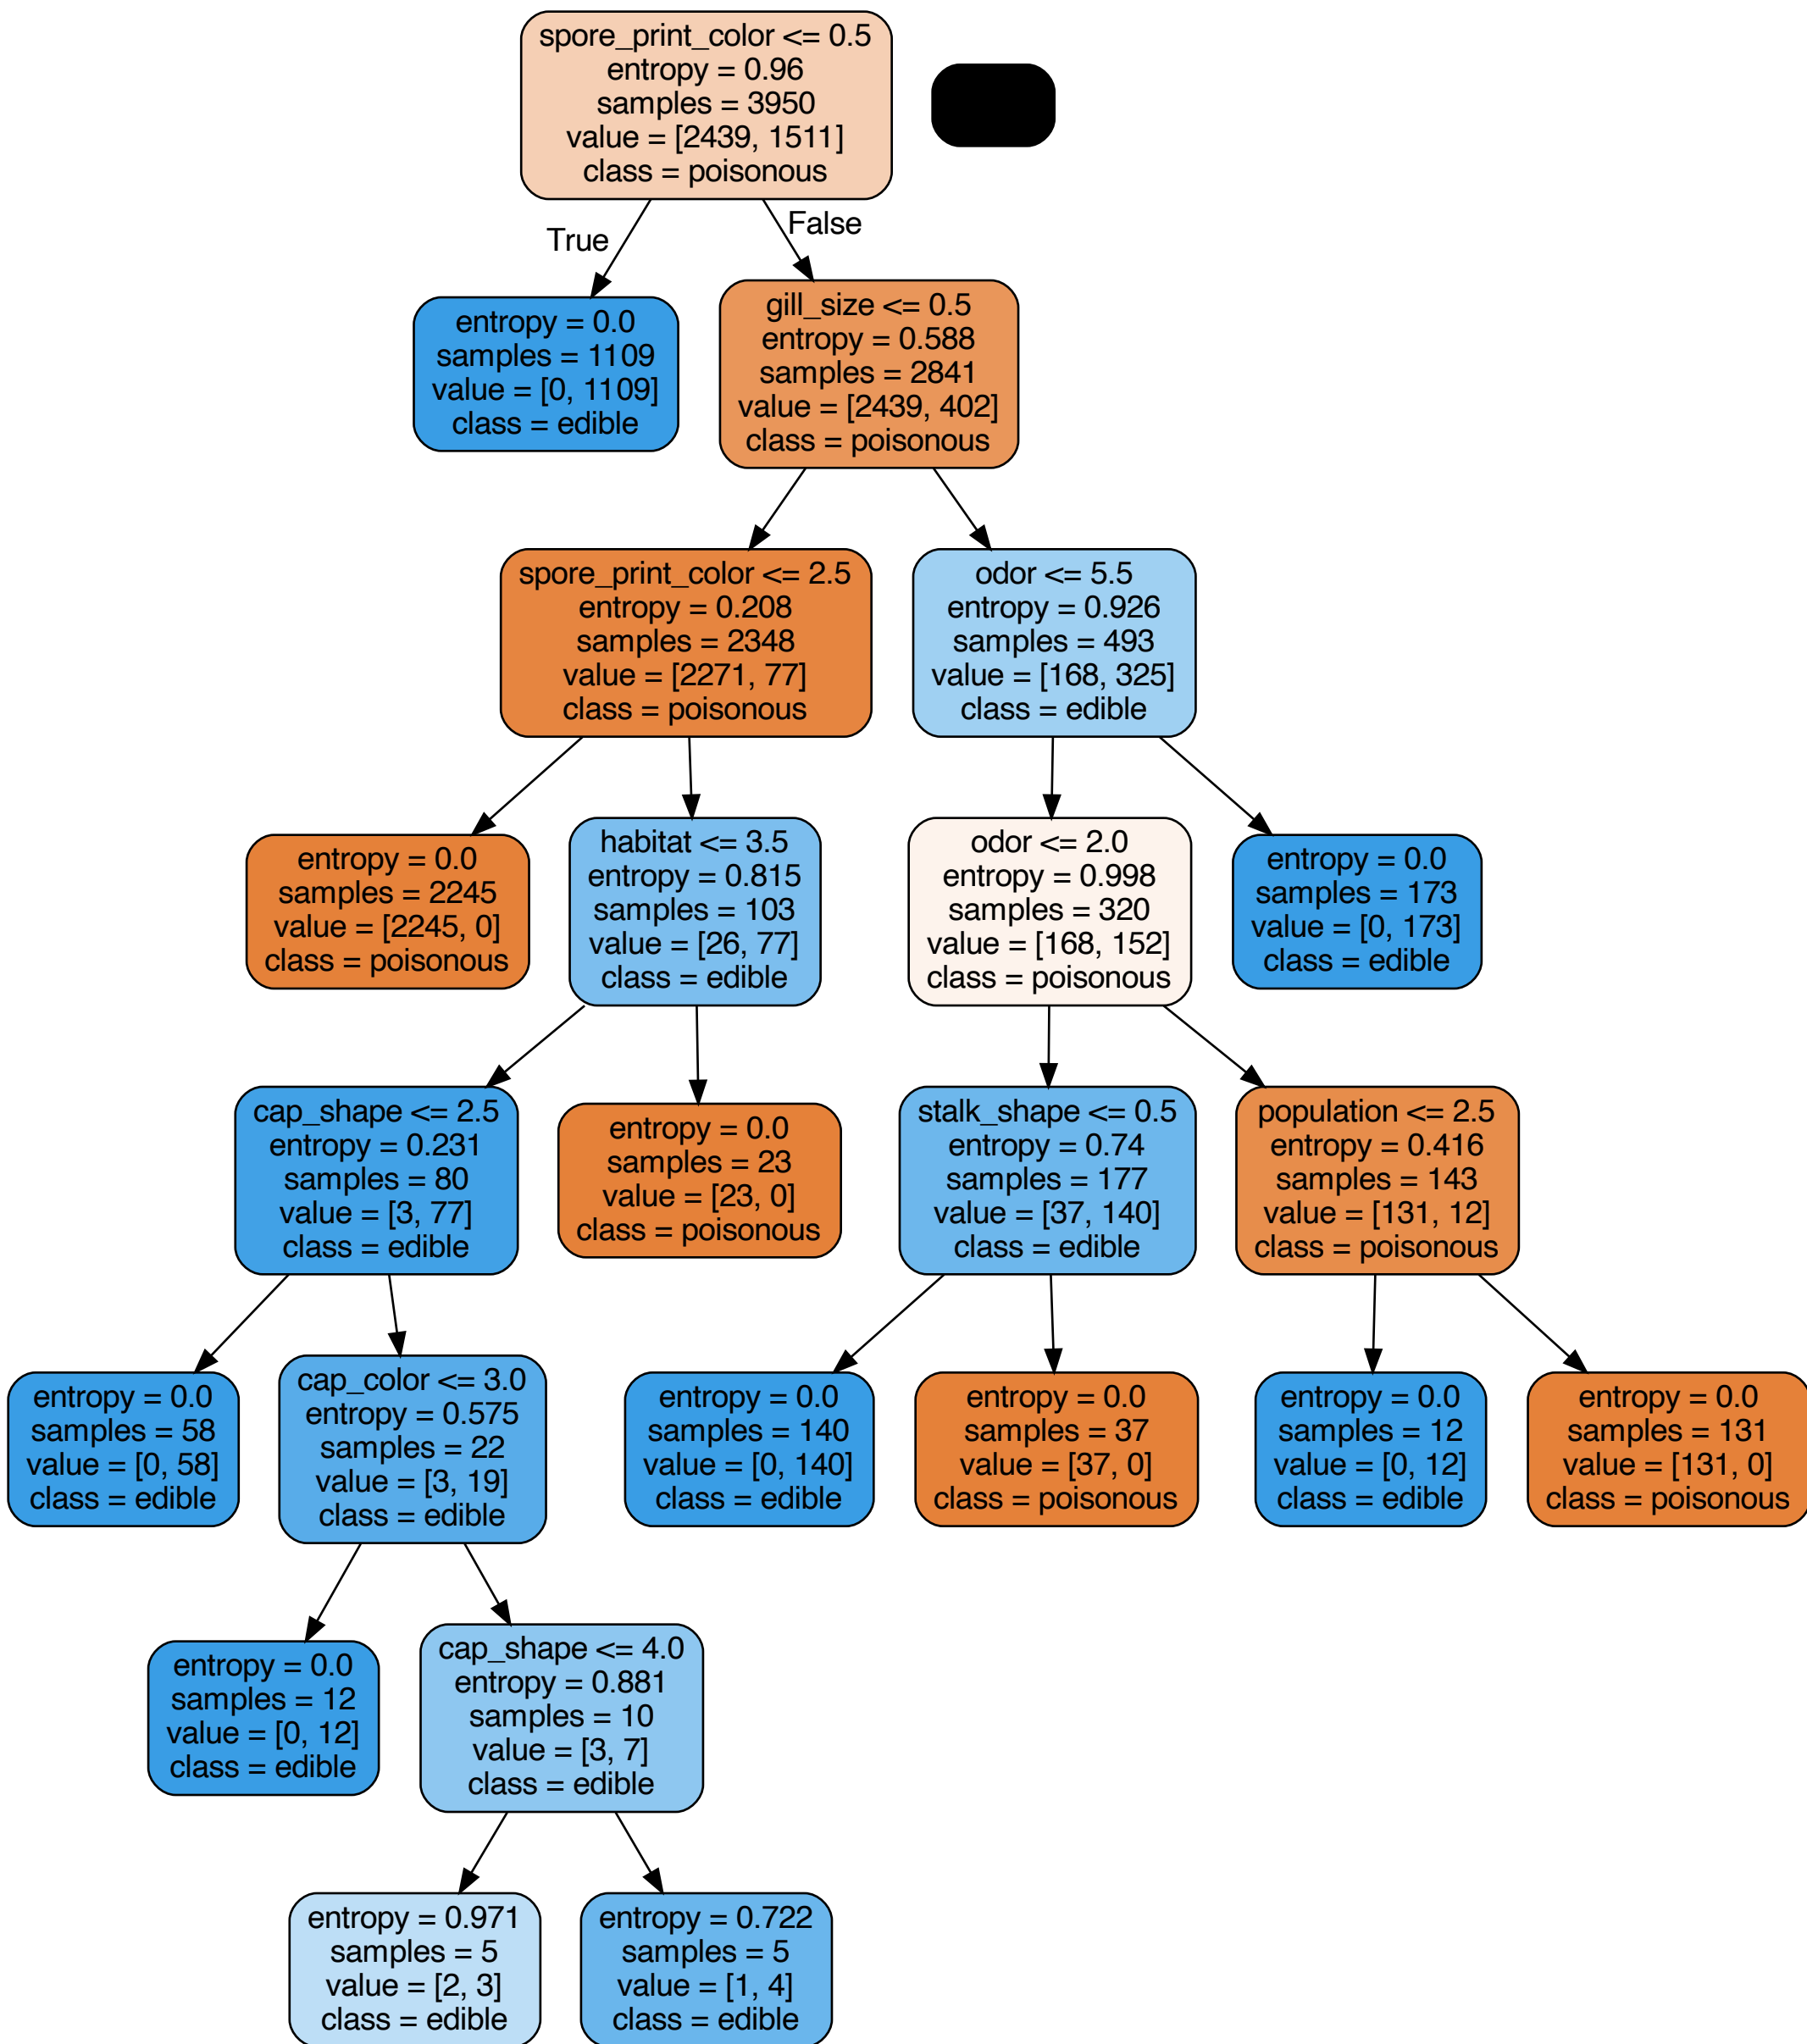 spore_print_color <= 0.5
entropy = 0.96
samples = 3950
value = [2439, 1511]
class = poisonous
True
False
entropy = 0.0
samples = 1109
value = [0, 1109]
class = edible
gill_size <= 0.5
entropy = 0.588
samples = 2841
value = [2439, 402]
class = poisonous
spore_print_color <= 2.5
entropy = 0.208
samples = 2348
value = [2271, 77]
class = poisonous
odor <= 5.5
entropy = 0.926
samples = 493
value = [168, 325]
class = edible
entropy = 0.0
samples = 2245
value = [2245, 0]
class = poisonous
habitat <= 3.5
entropy = 0.815
samples = 103
value = [26, 77]
class = edible
odor <= 2.0
entropy = 0.998
samples = 320
value = [168, 152]
class = poisonous
entropy = 0.0
samples = 173
value = [0, 173]
class = edible
cap_shape <= 2.5
entropy = 0.231
samples = 80
value = [3, 77]
class = edible
entropy = 0.0
samples = 23
value = [23, 0]
class = poisonous
stalk_shape <= 0.5
entropy = 0.74
samples = 177
value = [37, 140]
class = edible
population <= 2.5
entropy = 0.416
samples = 143
value = [131, 12]
class = poisonous
entropy = 0.0
samples = 58
value = [0, 58]
class = edible
cap_color <= 3.0
entropy = 0.575
samples = 22
value = [3, 19]
class = edible
entropy = 0.0
samples = 140
value = [0, 140]
class = edible
entropy = 0.0
samples = 37
value = [37, 0]
class = poisonous
entropy = 0.0
samples = 12
value = [0, 12]
class = edible
entropy = 0.0
samples = 131
value = [131, 0]
class = poisonous
entropy = 0.0
samples = 12
value = [0, 12]
class = edible
cap_shape <= 4.0
entropy = 0.881
samples = 10
value = [3, 7]
class = edible
entropy = 0.971
samples = 5
value = [2, 3]
class = edible
entropy = 0.722
samples = 5
value = [1, 4]
class = edible